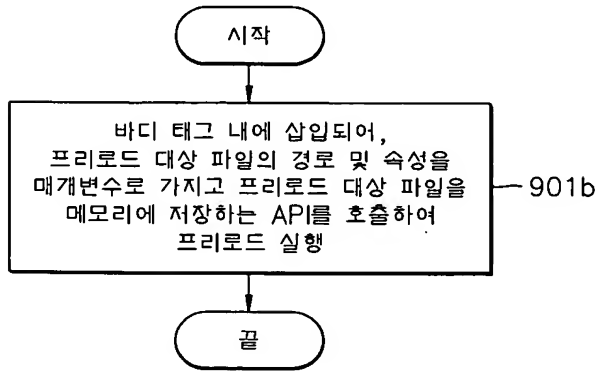 시작
바디 태그 내에 삽입되어,
프리로드 대상 파일의 경로 및 속성을
매개변수로 가지고 프리로드 대상 파일을
메모리에 저장하는 API를 호출하여
프리로드 실행
901b
끝